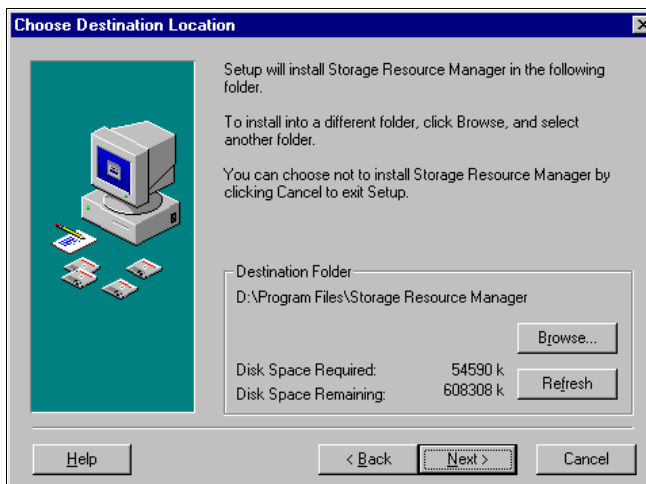 Choose Destination Location
Setup will install Storage Resource Manager in the following
folder.
To install into a different folder, click Browse, and select
another folder.
You can choose not to install Storage Resource Manager by
clicking Cancel to exit Setup.
Destination Folder
D:\Program Files\Storage Resource Manager
Browse...
Disk Space Required: 54590 k
Disk Space Remaining: 608308 k
Refresh
Help
< Back
Next >
Cancel